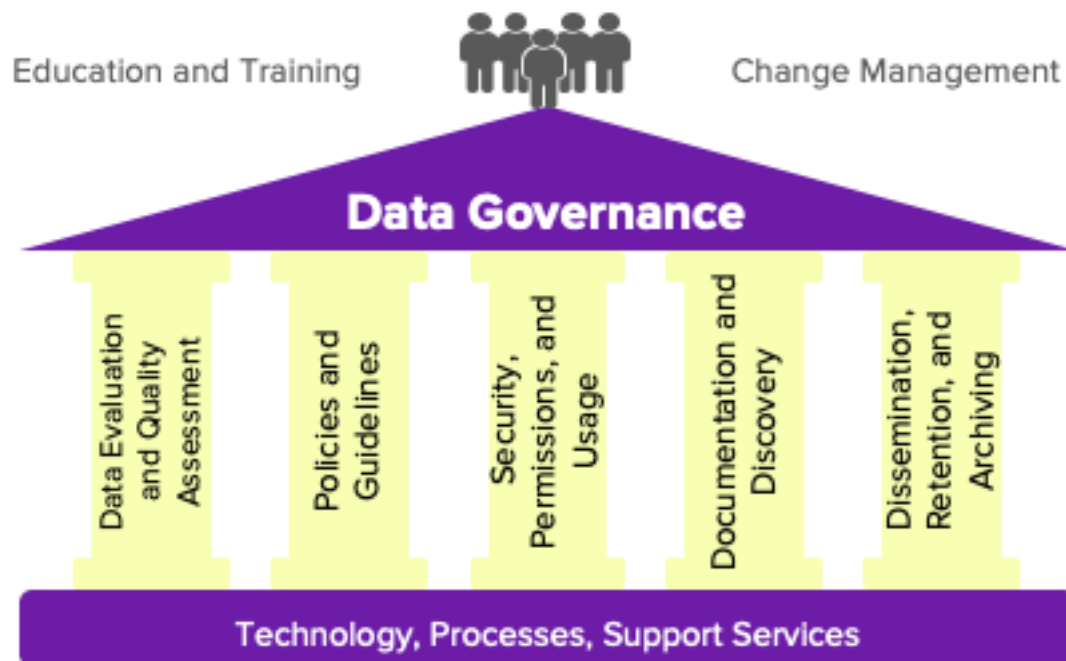 Education and Training
Change Management
Data Governance
Data Evaluation
and Quality
Assessment
Policies and
Guidelines
Security,
Permissions, and
Usage
Documentation and
Discovery
Dissemination,
Retention, and
Archiving
Technology, Processes, Support Services